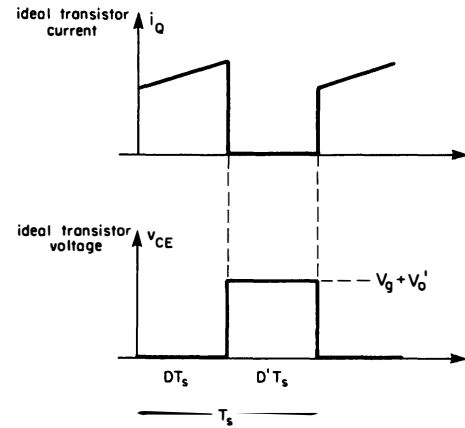 ideal transistor
current
i_Q
ideal transistor
voltage
v_CE
V_g + V_o'
DT_s
D'T_s
T_s